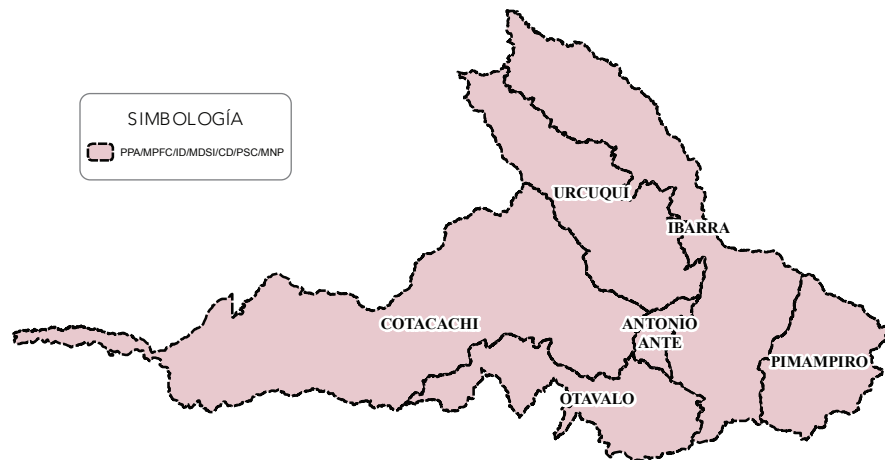 SIMBOLOGÍA
PPA/MPFC/ID/MDSI/CD/PSC/MNP
URCUQUÍ
IBARRA
COTACACHI
ANTONIO
ANTE
PIMAMPIRO
OTAVALO